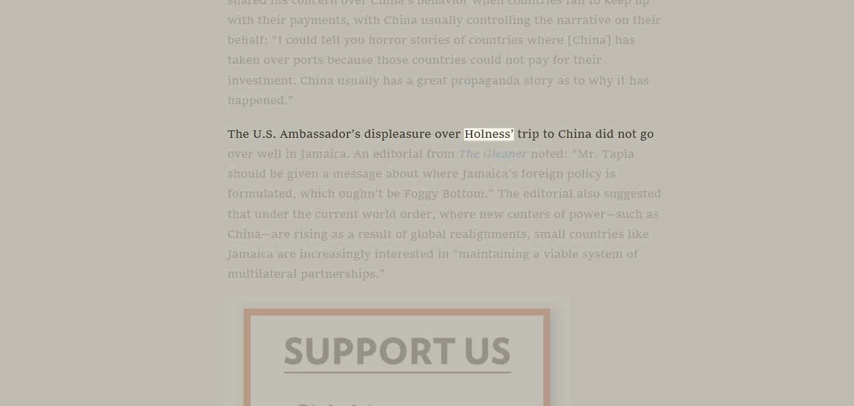 shared his concern over China's behavior when countries fail to keep up
with their payments, with China usually controlling the narrative on their
behalf: “I could tell you horror stories of countries where [China] has
taken over ports because those countries could not pay for their
investment. China usually has a great propaganda story as to why it has
happened.”
The U.S. Ambassador’s displeasure over Holness’ trip to China did not go
over well in Jamaica. An editorial from The Gleaner noted: “Mr. Tapia
should be given a message about where Jamaica’s foreign policy is
formulated, which oughn’t be Foggy Bottom.” The editorial also suggested
that under the current world order, where new centers of power—such as
China—are rising as a result of global realignments, small countries like
Jamaica are increasingly interested in “maintaining a viable system of
multilateral partnerships.”
SUPPORT US